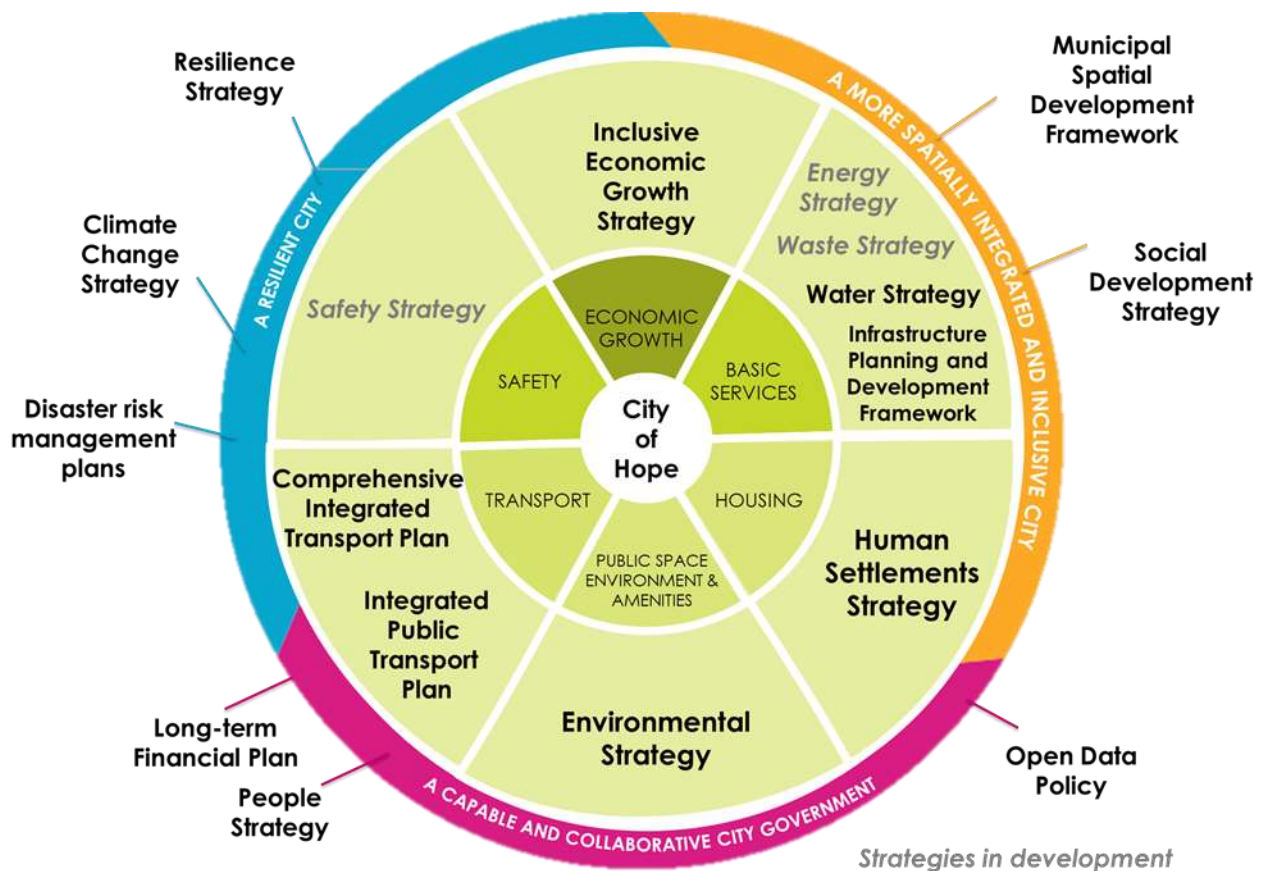 Resilience
Strategy
Climate
Change
Strategy
Disaster risk
management
plans
A RESILIENT CITY
Municipal
Spatial
Development
Framework
Social
Development
Strategy
A MORE SPATIALLY INTEGRATED AND INCLUSIVE CITY
Inclusive
Economic
Growth
Strategy
Energy
Strategy
Waste Strategy
Water Strategy
Infrastructure
Planning and
Development
Framework
Safety Strategy
ECONOMIC
GROWTH
SAFETY
BASIC
SERVICES
City
of
Hope
TRANSPORT
HOUSING
PUBLIC SPACE
ENVIRONMENT &
AMENITIES
Comprehensive
Integrated
Transport Plan
Integrated
Public
Transport
Plan
Human
Settlements
Strategy
Environmental
Strategy
Long-term
Financial Plan
People
Strategy
A CAPABLE AND COLLABORATIVE CITY GOVERNMENT
Open Data
Policy
Strategies in development